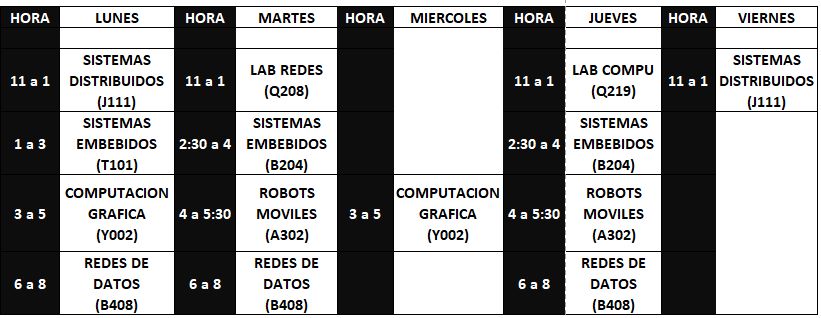 HORA LUNES HORA MARTES HORA MIERCOLES HORA JUEVES HORA VIERNES
11 a 1 SISTEMAS DISTRIBUIDOS (J111) 11 a 1 LAB REDES (Q208) 11 a 1 LAB COMPU (Q219) 11 a 1 SISTEMAS DISTRIBUIDOS (J111)
1 a 3 SISTEMAS EMBEBIDOS (T101) 2:30 a 4 SISTEMAS EMBEBIDOS (B204) 2:30 a 4 SISTEMAS EMBEBIDOS (B204)
3 a 5 COMPUTACION GRAFICA (Y002) 4 a 5:30 ROBOTS MOVILES (A302) 3 a 5 COMPUTACION GRAFICA (Y002) 4 a 5:30 ROBOTS MOVILES (A302)
6 a 8 REDES DE DATOS (B408) 6 a 8 REDES DE DATOS (B408) 6 a 8 REDES DE DATOS (B408)